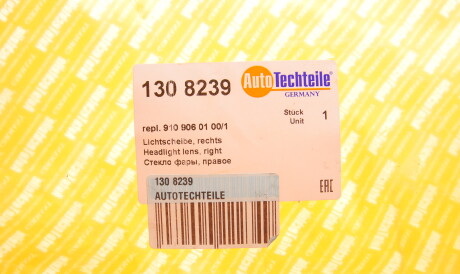 130 8239
AutoTechteile
GERMANY
Stuck
Unit
1
repl. 910 906 01 00/1
Lichtscheibe, rechts
Headlight lens, right
Стекло фары, правое
EAC
130 8239
AUTOTECHTEILE